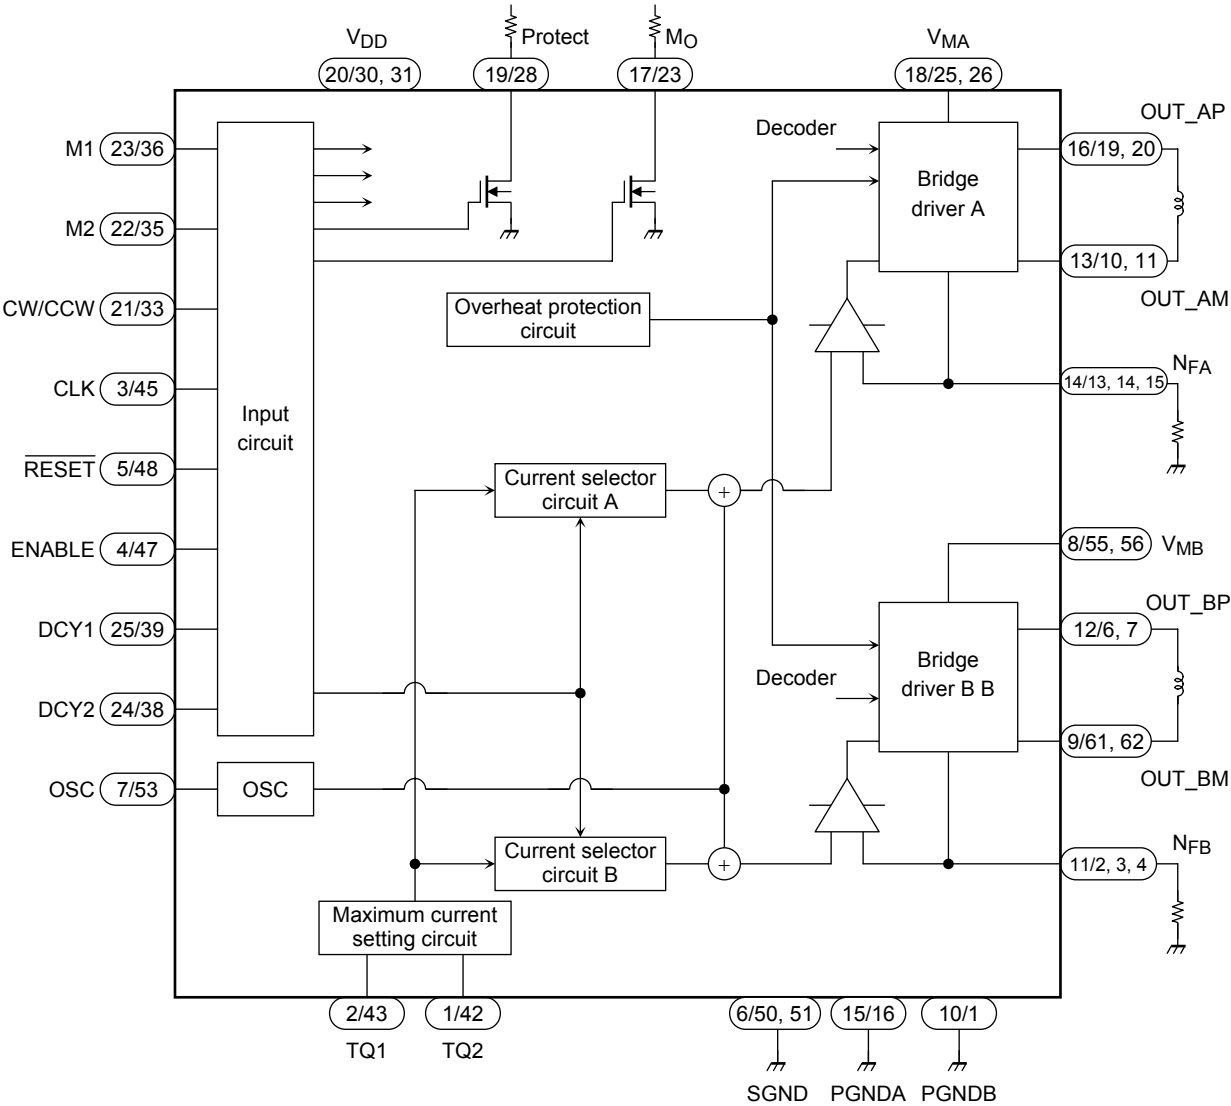 VDD
Protect
MO
VMA
20/30, 31
19/28
17/23
18/25, 26
OUT_AP
Decoder
M1
23/36
16/19, 20
Bridge
driver A
M2
22/35
13/10, 11
OUT_AM
CW/CCW
21/33
Overheat protection
circuit
NFA
14/13, 14, 15
CLK
3/45
Input
circuit
RESET
5/48
Current selector
circuit A
+
ENABLE
4/47
8/55, 56
VMB
OUT_BP
DCY1
25/39
12/6, 7
Bridge
driver B B
Decoder
DCY2
24/38
9/61, 62
OUT_BM
OSC
7/53
OSC
NFB
Current selector
circuit B
+
11/2, 3, 4
Maximum current
setting circuit
2/43
1/42
6/50, 51
15/16
10/1
TQ1
TQ2
SGND
PGNDA
PGNDB